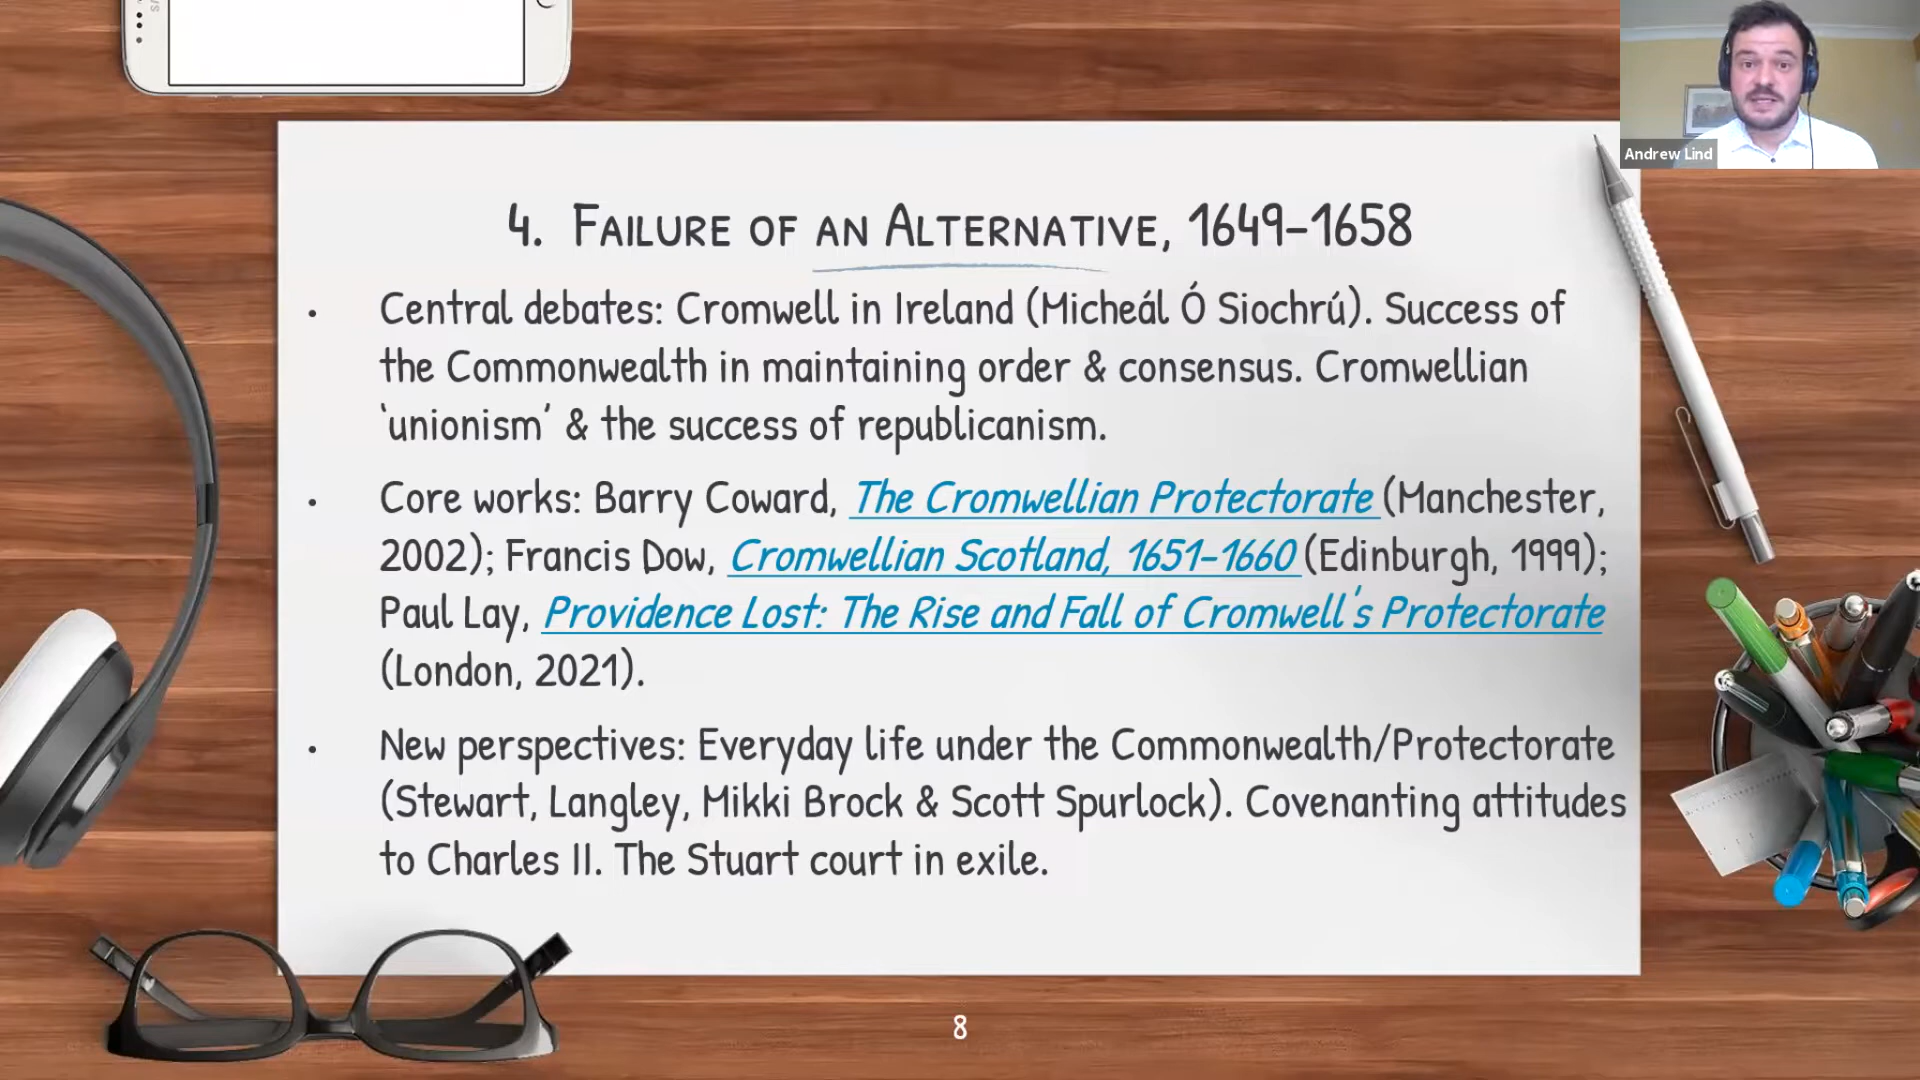 Andrew Lind
4. Failure of an Alternative, 1649–1658
• Central debates: Cromwell in Ireland (Micheál Ó Siochrú). Success of
the Commonwealth in maintaining order & consensus. Cromwellian
‘unionism’ & the success of republicanism.
• Core works: Barry Coward, The Cromwellian Protectorate (Manchester,
2002); Francis Dow, Cromwellian Scotland, 1651–1660 (Edinburgh, 1999);
Paul Lay, Providence Lost: The Rise and Fall of Cromwell's Protectorate
(London, 2021).
• New perspectives: Everyday life under the Commonwealth/Protectorate
(Stewart, Langley, Mikki Brock & Scott Spurlock). Covenanting attitudes
to Charles II. The Stuart court in exile.
8